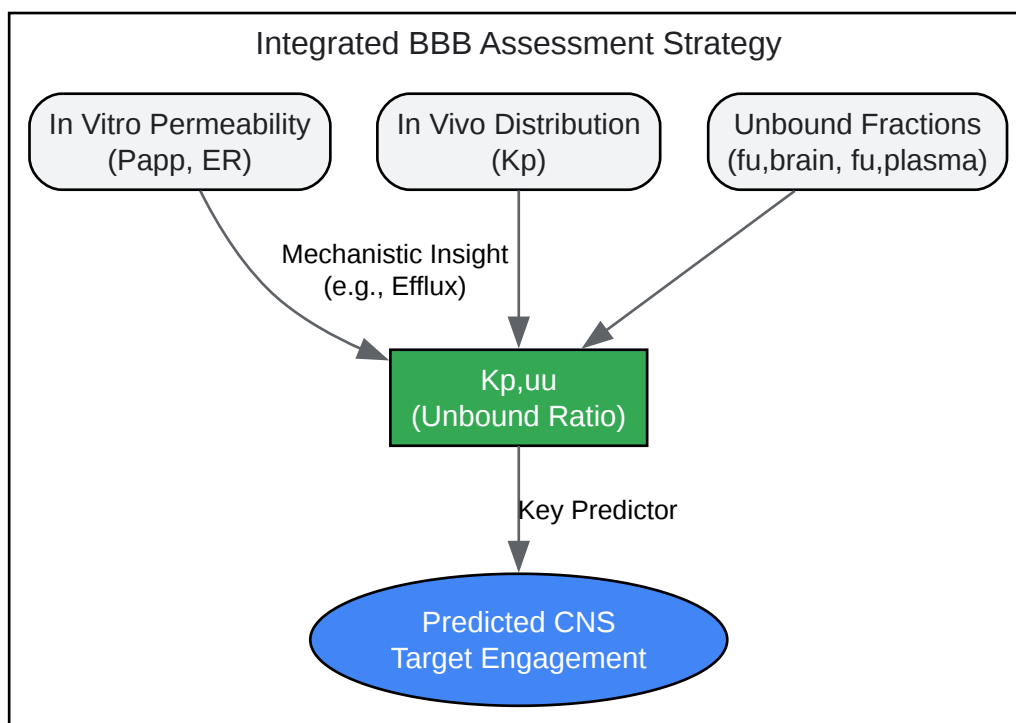 Integrated BBB Assessment Strategy
In Vitro Permeability
(Papp, ER)
In Vivo Distribution
(Kp)
Unbound Fractions
(fu,brain, fu,plasma)
Mechanistic Insight
(e.g., Efflux)
Kp,uu
(Unbound Ratio)
Key Predictor
Predicted CNS
Target Engagement